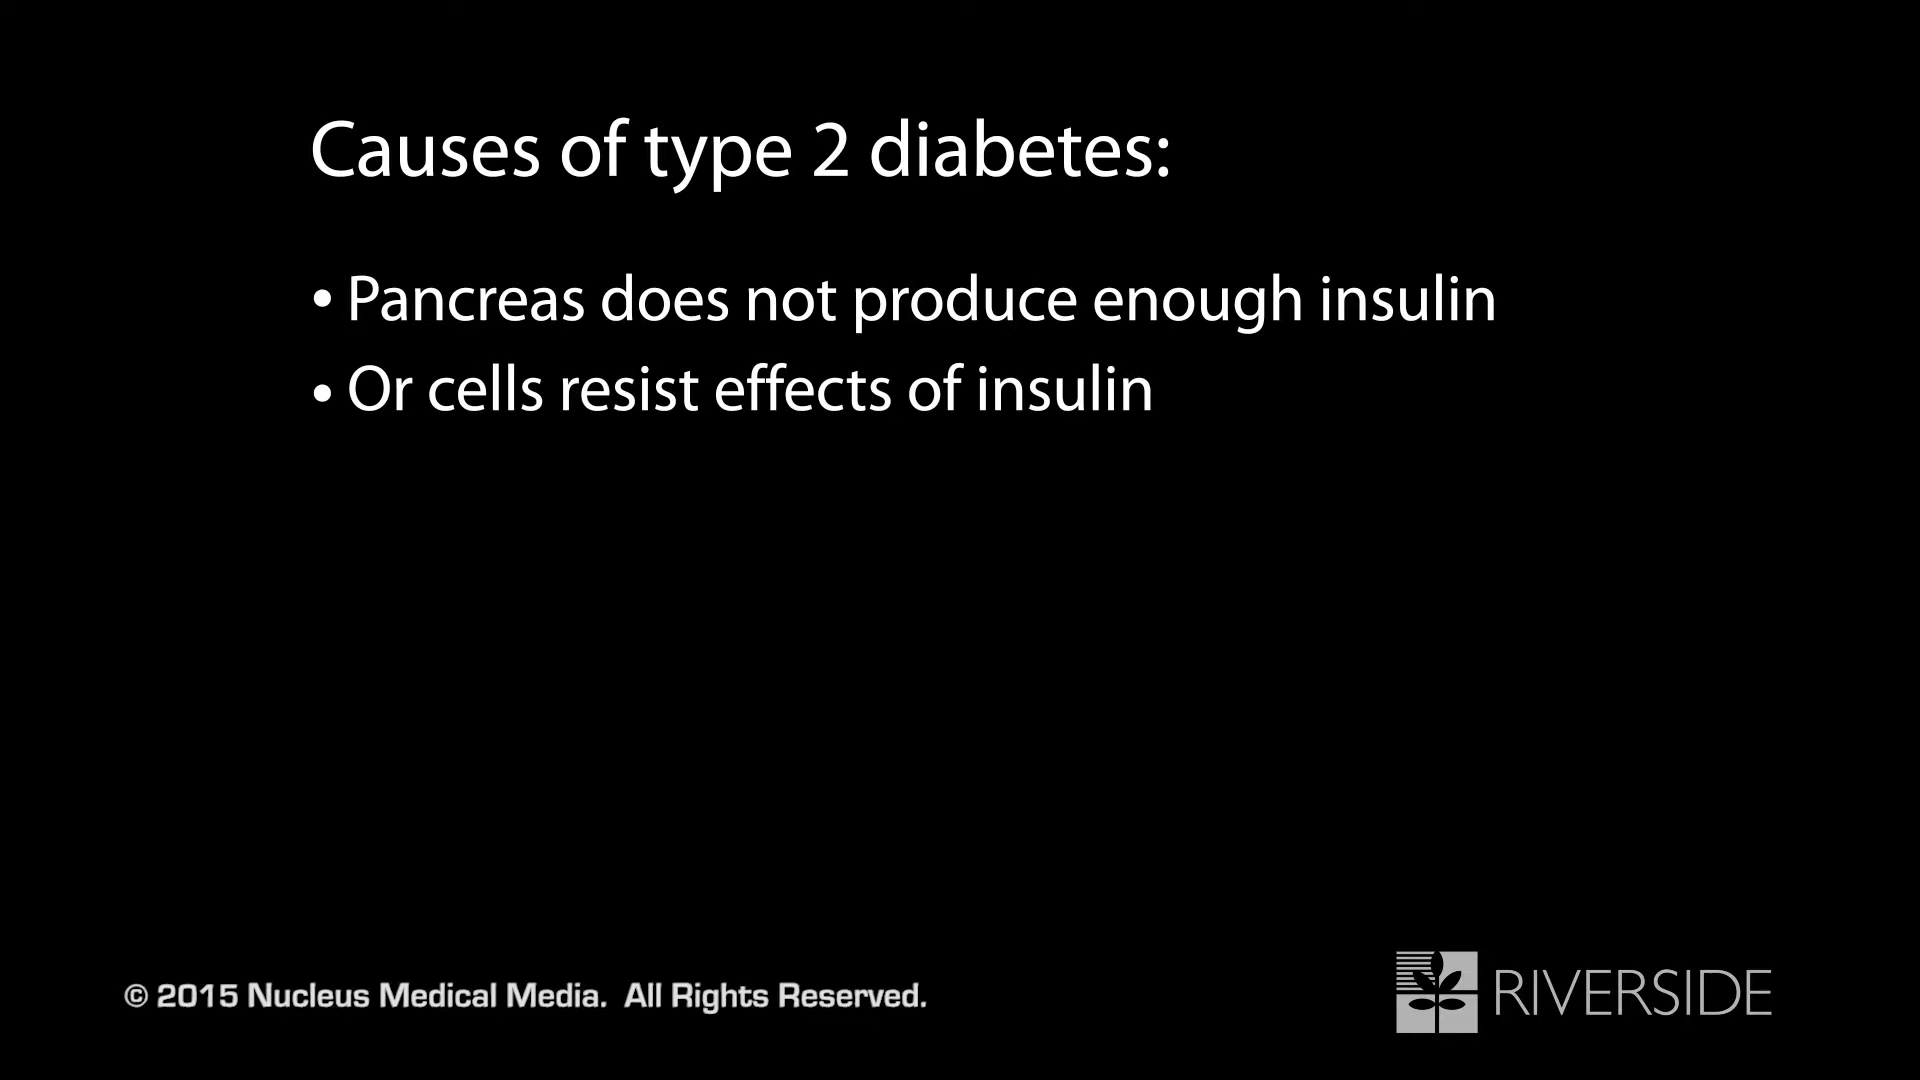 Causes of type 2 diabetes:
• Pancreas does not produce enough insulin
• Or cells resist effects of insulin
© 2015 Nucleus Medical Media. All Rights Reserved.
RIVERSIDE